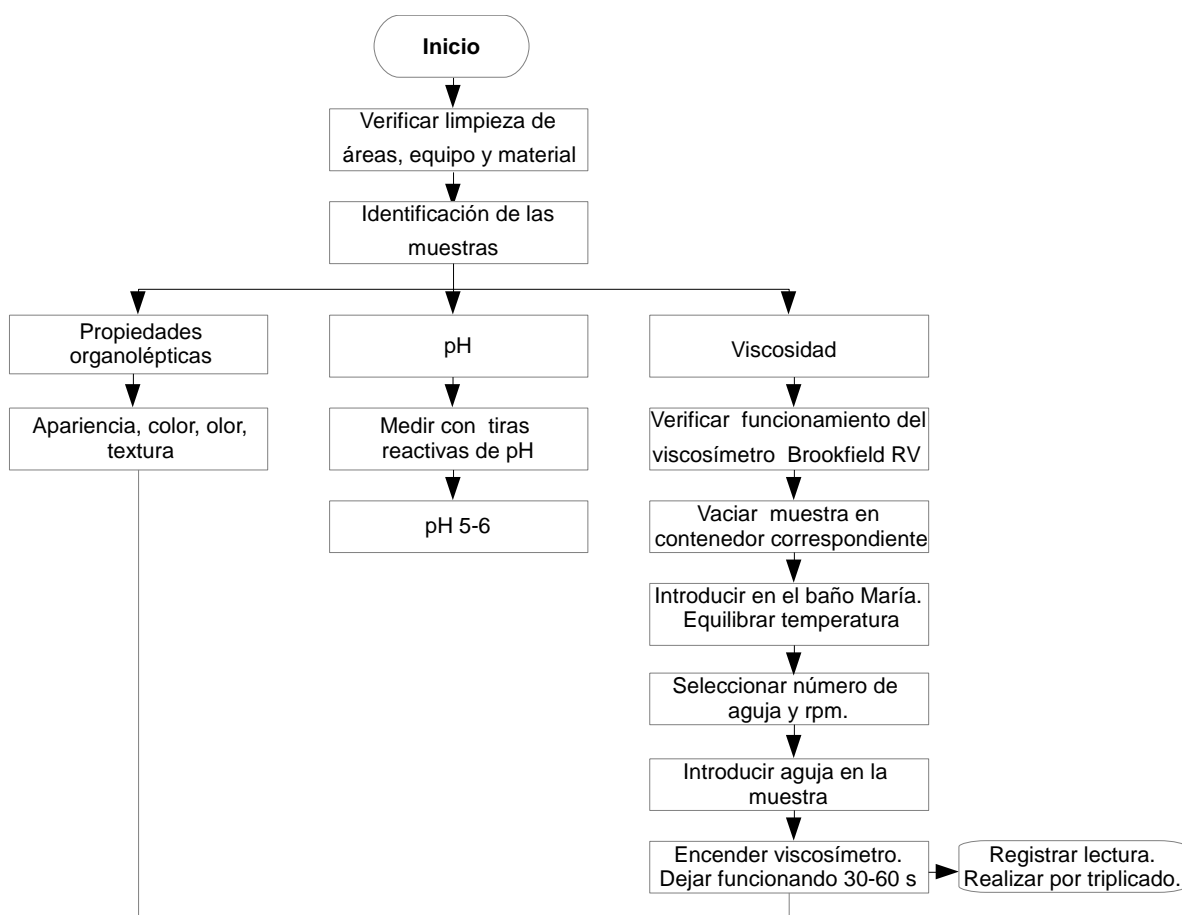 Inicio
Verificar limpieza de
áreas, equipo y material
Identificación de las
muestras
Propiedades
organolépticas
Apariencia, color, olor,
textura
pH
Medir con tiras
reactivas de pH
pH 5-6
Viscosidad
Verificar funcionamiento del
viscosímetro Brookfield RV
Vaciar muestra en
contenedor correspondiente
Introducir en el baño María.
Equilibrar temperatura
Seleccionar número de
aguja y rpm.
Introducir aguja en la
muestra
Encender viscosímetro.
Dejar funcionando 30-60 s
Registrar lectura.
Realizar por triplicado.